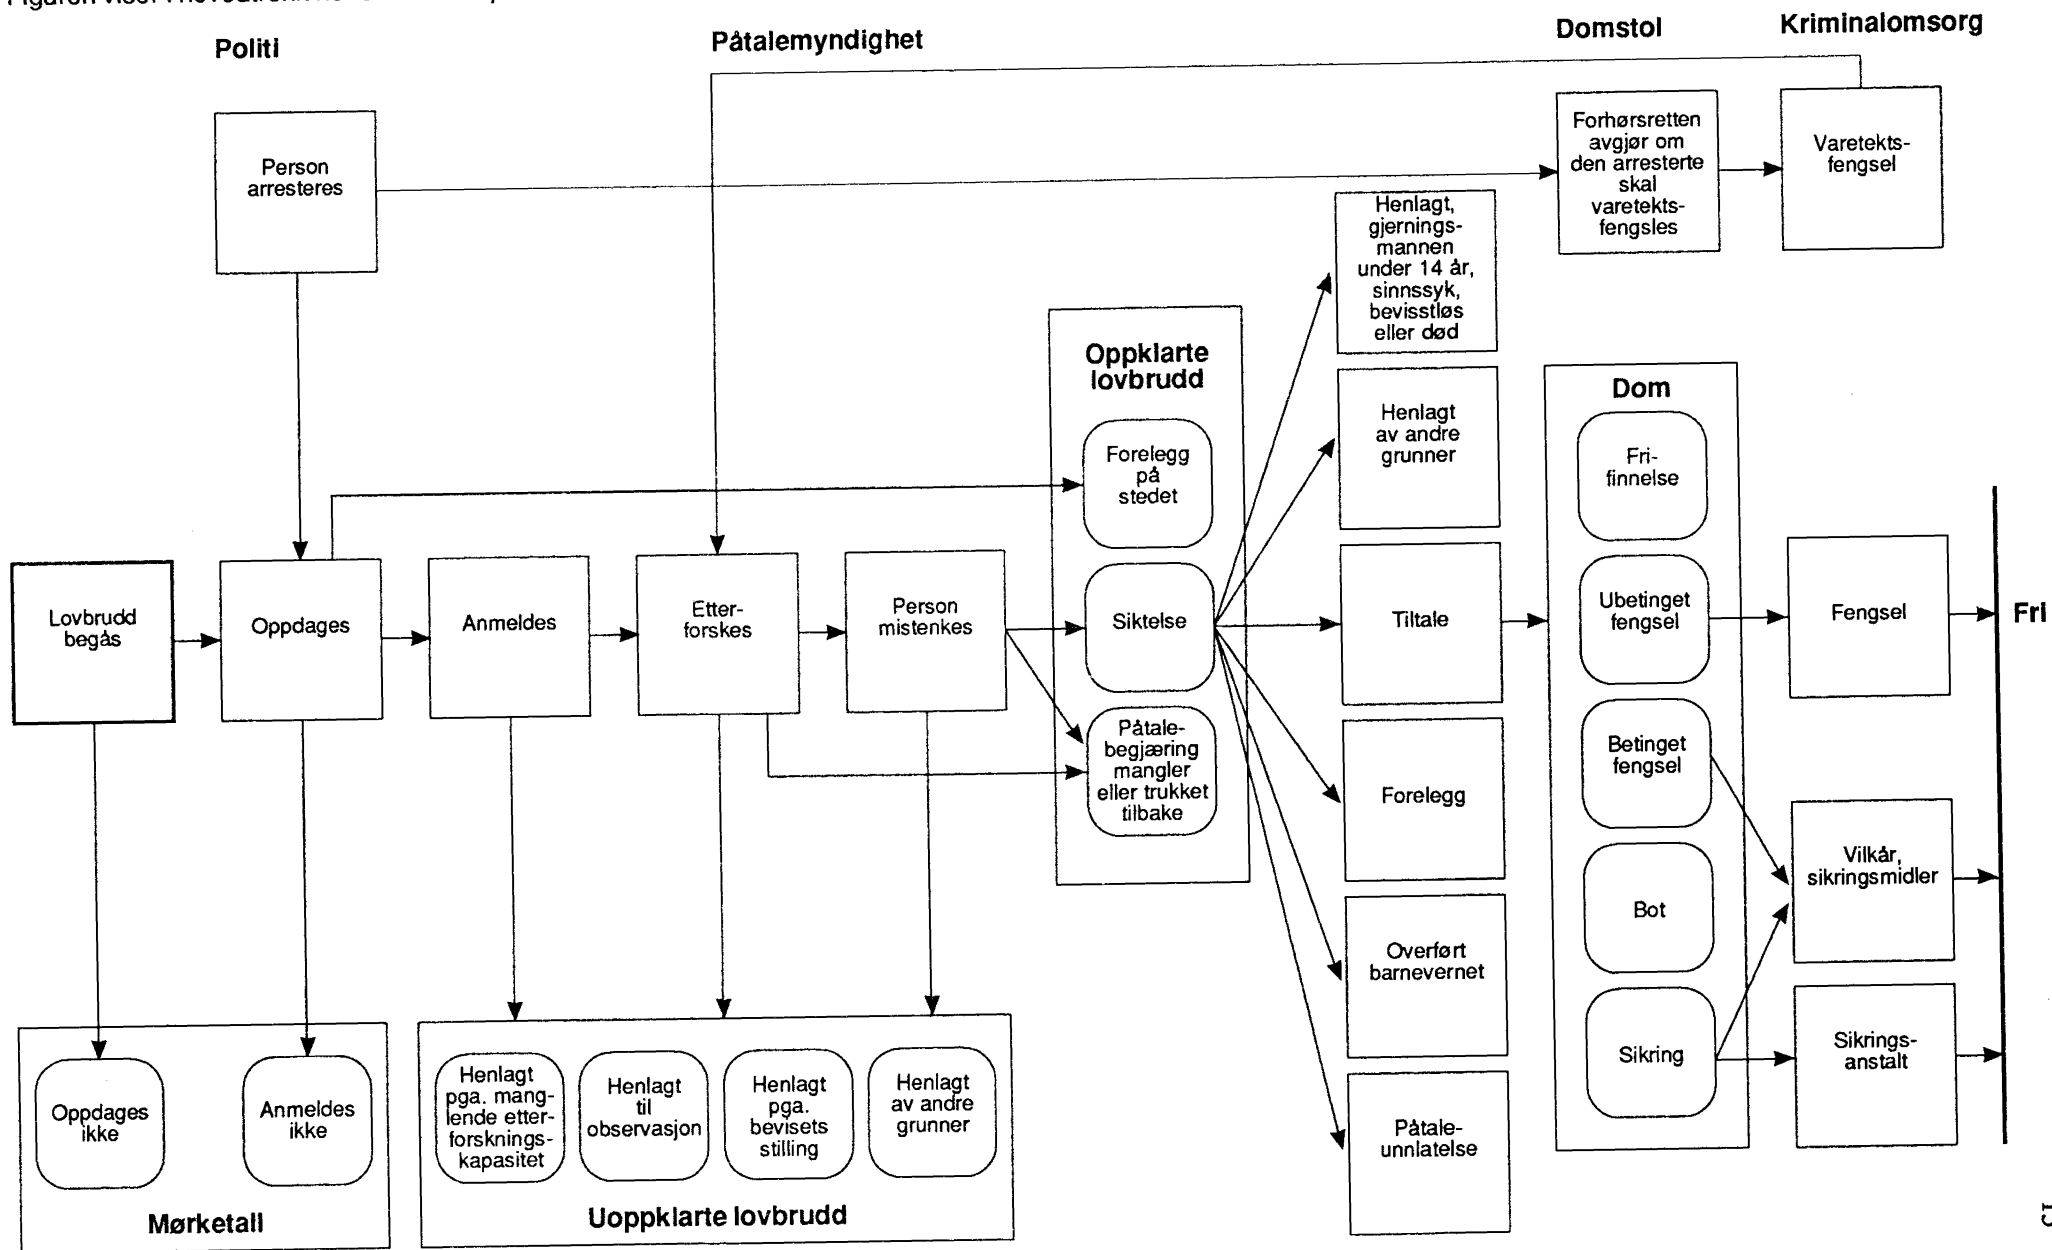 Politi
Påtalemyndighet
Domstol
Kriminalomsorg
Person
arresteres
Forhørsretten
avgjør om
den arresterte
skal
varetekts-
fengsles
Varetekts-
fengsel
Henlagt,
gjernings-
mannen
under 14 år,
sinnssyk,
bevisstløs
eller død
Oppklarte
lovbrudd
Forelegg
på
stedet
Siktelse
Påtale-
begjæring
mangler
eller trukket
tilbake
Henlagt
av andre
grunner
Dom
Fri-
finnelse
Ubetinget
fengsel
Betinget
fengsel
Bot
Sikring
Lovbrudd
begås
Oppdages
Anmeldes
Etter-
forskes
Person
mistenkes
Tiltale
Fengsel
Fri
Forelegg
Vilkår,
sikringsmidler
Overført
barnevernet
Sikrings-
anstalt
Påtale-
unnlatelse
Oppdages
ikke
Anmeldes
ikke
Mørketall
Henlagt
pga. mang-
lende etter-
forsknings-
kapasitet
Henlagt
til
observasjon
Henlagt
pga.
bevisets
stilling
Henlagt
av andre
grunner
Uoppklarte lovbrudd